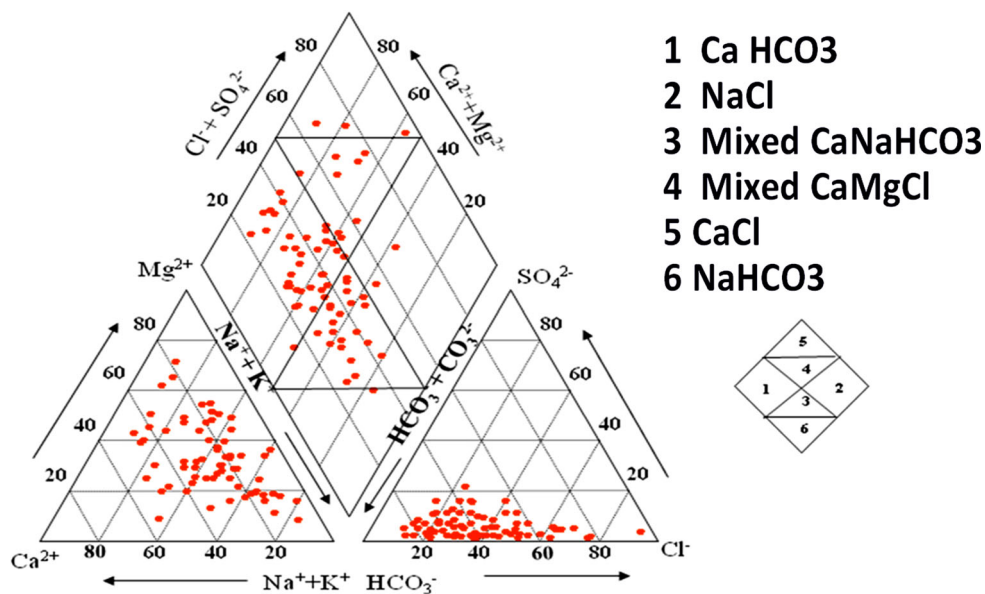 80 80
Cl⁻+ SO₄²⁻ Ca²⁺+Mg²⁺
60 60
40 40
20 20
Mg²⁺ SO₄²⁻
Na⁺+ K⁺ HCO₃⁻+ CO₃²⁻
80 80
60 60
40 40
20 20
Ca²⁺ 80 60 40 20 0 0 20 40 60 80 Cl⁻
Na⁺+K⁺ HCO₃⁻
1 Ca HCO3
2 NaCl
3 Mixed CaNaHCO3
4 Mixed CaMgCl
5 CaCl
6 NaHCO3
5
4
1 2
3
6